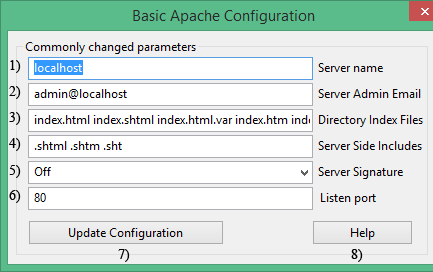 Basic Apache Configuration
Commonly changed parameters
1) localhost Server name
2) admin@localhost Server Admin Email
3) index.html index.shtml index.html.var index.htm Directory Index Files
4) .shtml .shtm .sht Server Side Includes
5) Off Server Signature
6) 80 Listen port
Update Configuration Help
7) 8)